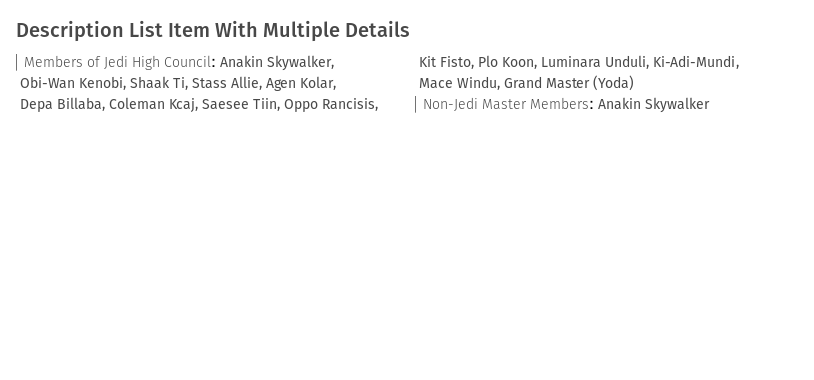 Description List Item With Multiple Details
Members of Jedi High Council: Anakin Skywalker,
Obi-Wan Kenobi, Shaak Ti, Stass Allie, Agen Kolar,
Depa Billaba, Coleman Kcaj, Saesee Tiin, Oppo Rancisis,
Kit Fisto, Plo Koon, Luminara Unduli, Ki-Adi-Mundi,
Mace Windu, Grand Master (Yoda)
Non-Jedi Master Members: Anakin Skywalker